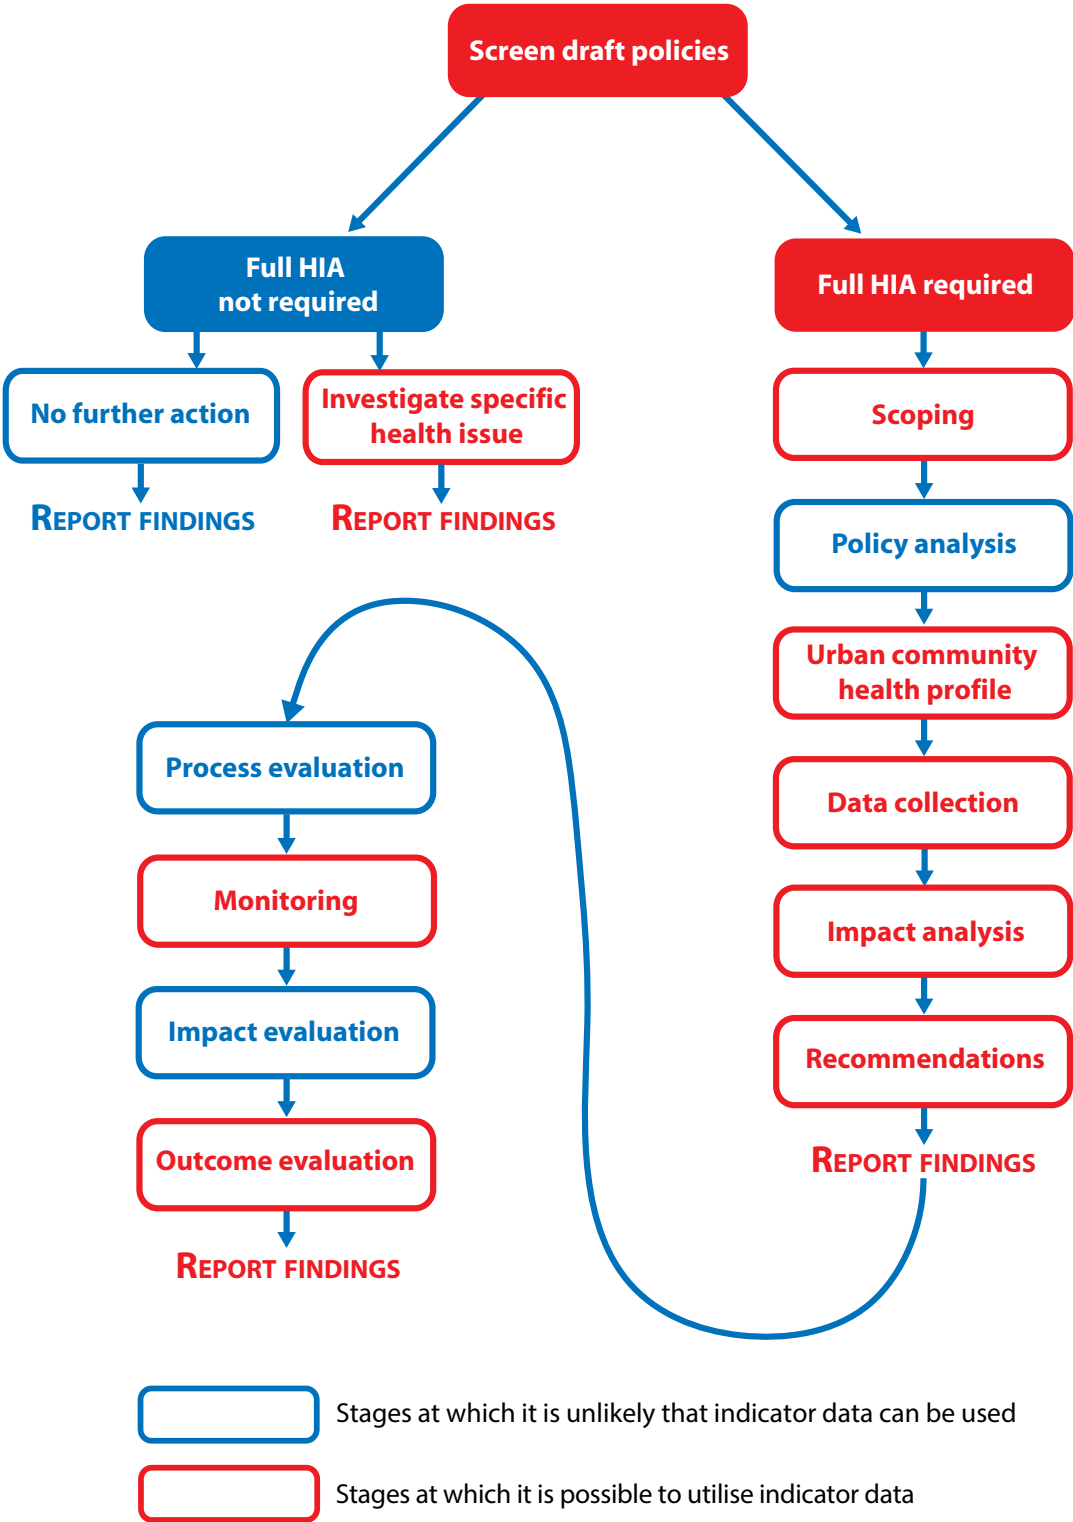 Screen draft policies
Full HIA
not required
Full HIA required
No further action
Investigate specific
health issue
REPORT FINDINGS
REPORT FINDINGS
Scoping
Policy analysis
Urban community
health profile
Data collection
Impact analysis
Recommendations
REPORT FINDINGS
Process evaluation
Monitoring
Impact evaluation
Outcome evaluation
REPORT FINDINGS
Stages at which it is unlikely that indicator data can be used
Stages at which it is possible to utilise indicator data